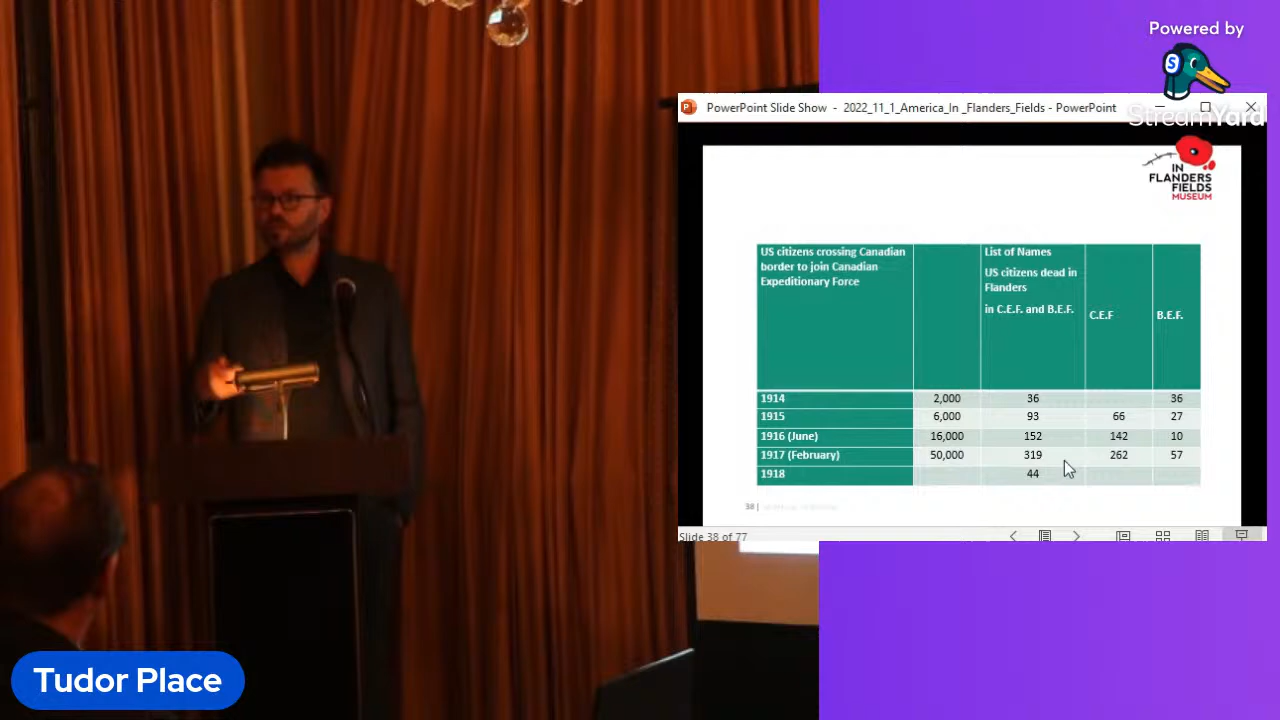 Powered by
S
StreamYard
PowerPoint Slide Show - 2022_11_1_America_In _Flanders_Fields - PowerPoint
IN
FLANDERS
FIELDS
MUSEUM
US citizens crossing Canadian
border to join Canadian
Expeditionary Force
List of Names
US citizens dead in
Flanders
in C.E.F. and B.E.F.
C.E.F
B.E.F.
1914 2,000 36 36
1915 6,000 93 66 27
1916 (June) 16,000 152 142 10
1917 (February) 50,000 319 262 57
1918 44
38 |
Slide 38 of 77
Tudor Place